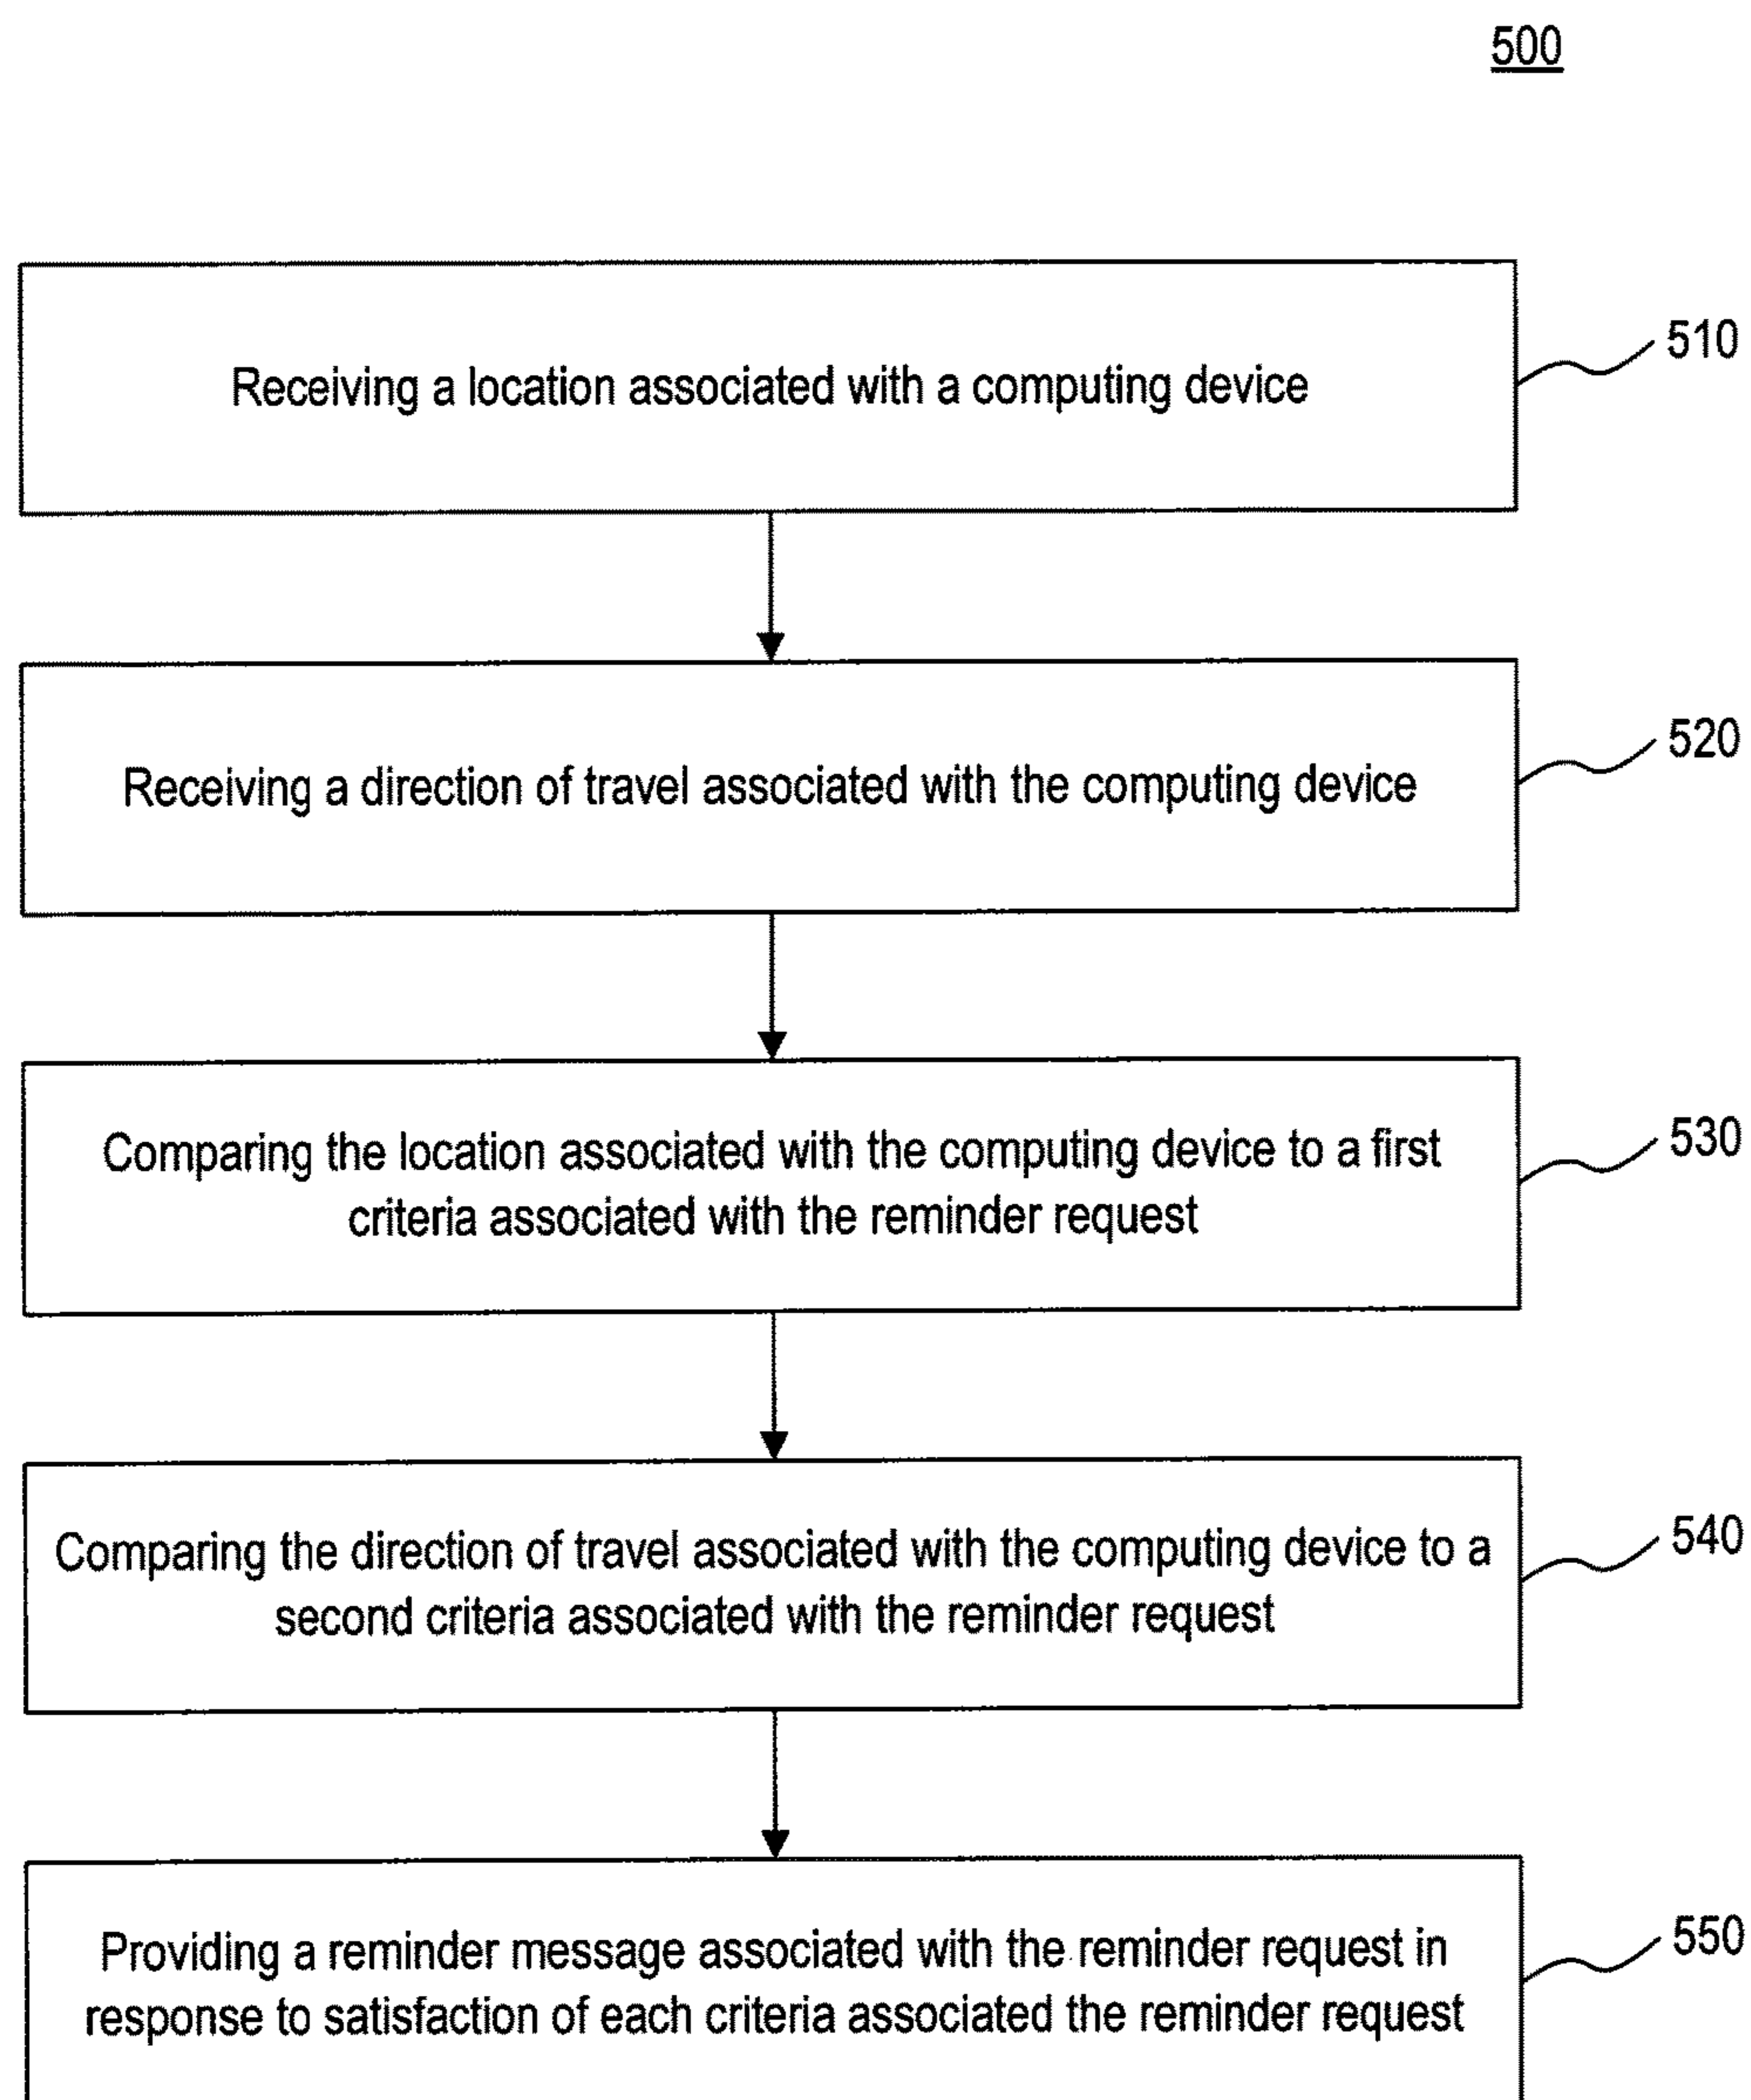 500
Receiving a location associated with a computing device
510
Receiving a direction of travel associated with the computing device
520
Comparing the location associated with the computing device to a first
criteria associated with the reminder request
530
Comparing the direction of travel associated with the computing device to a
second criteria associated with the reminder request
540
Providing a reminder message associated with the reminder request in
response to satisfaction of each criteria associated the reminder request
550